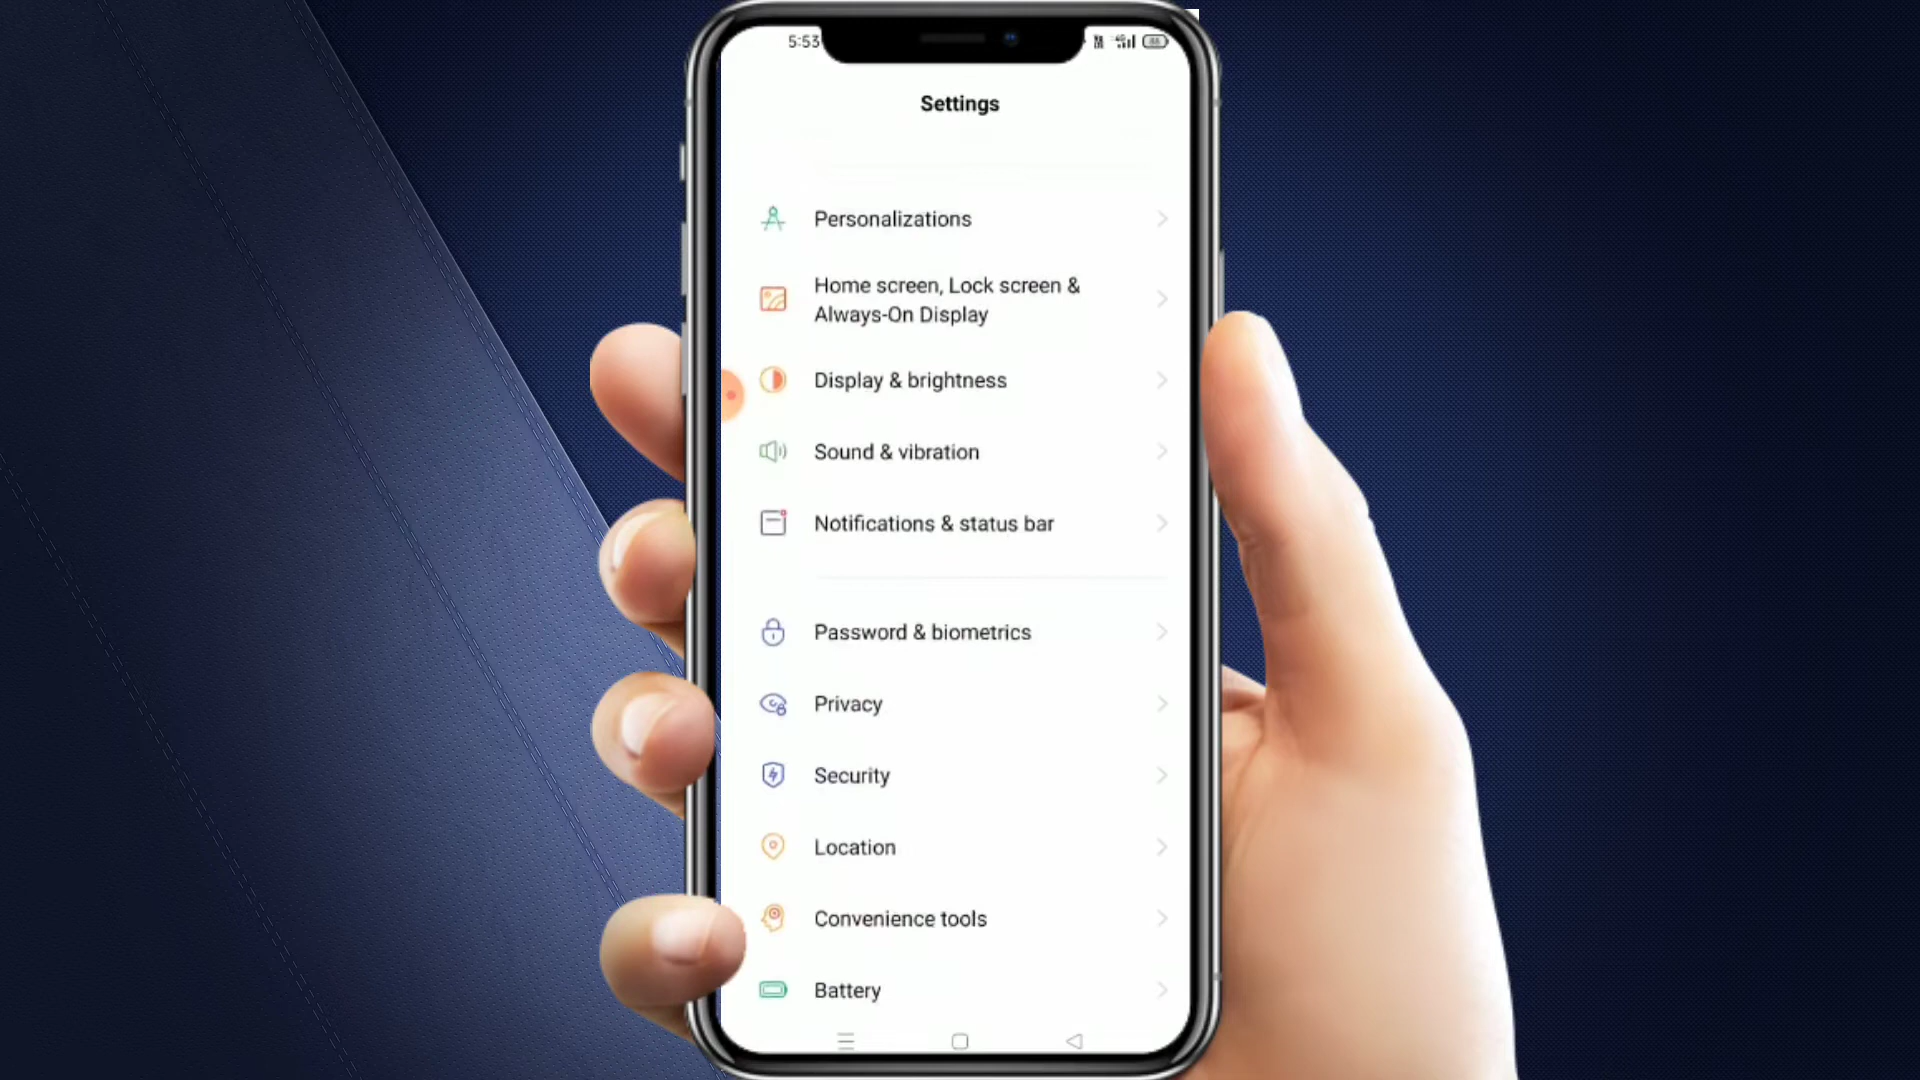 5:53
Settings
Personalizations
Home screen, Lock screen &
Always-On Display
Display & brightness
Sound & vibration
Notifications & status bar
Password & biometrics
Privacy
Security
Location
Convenience tools
Battery